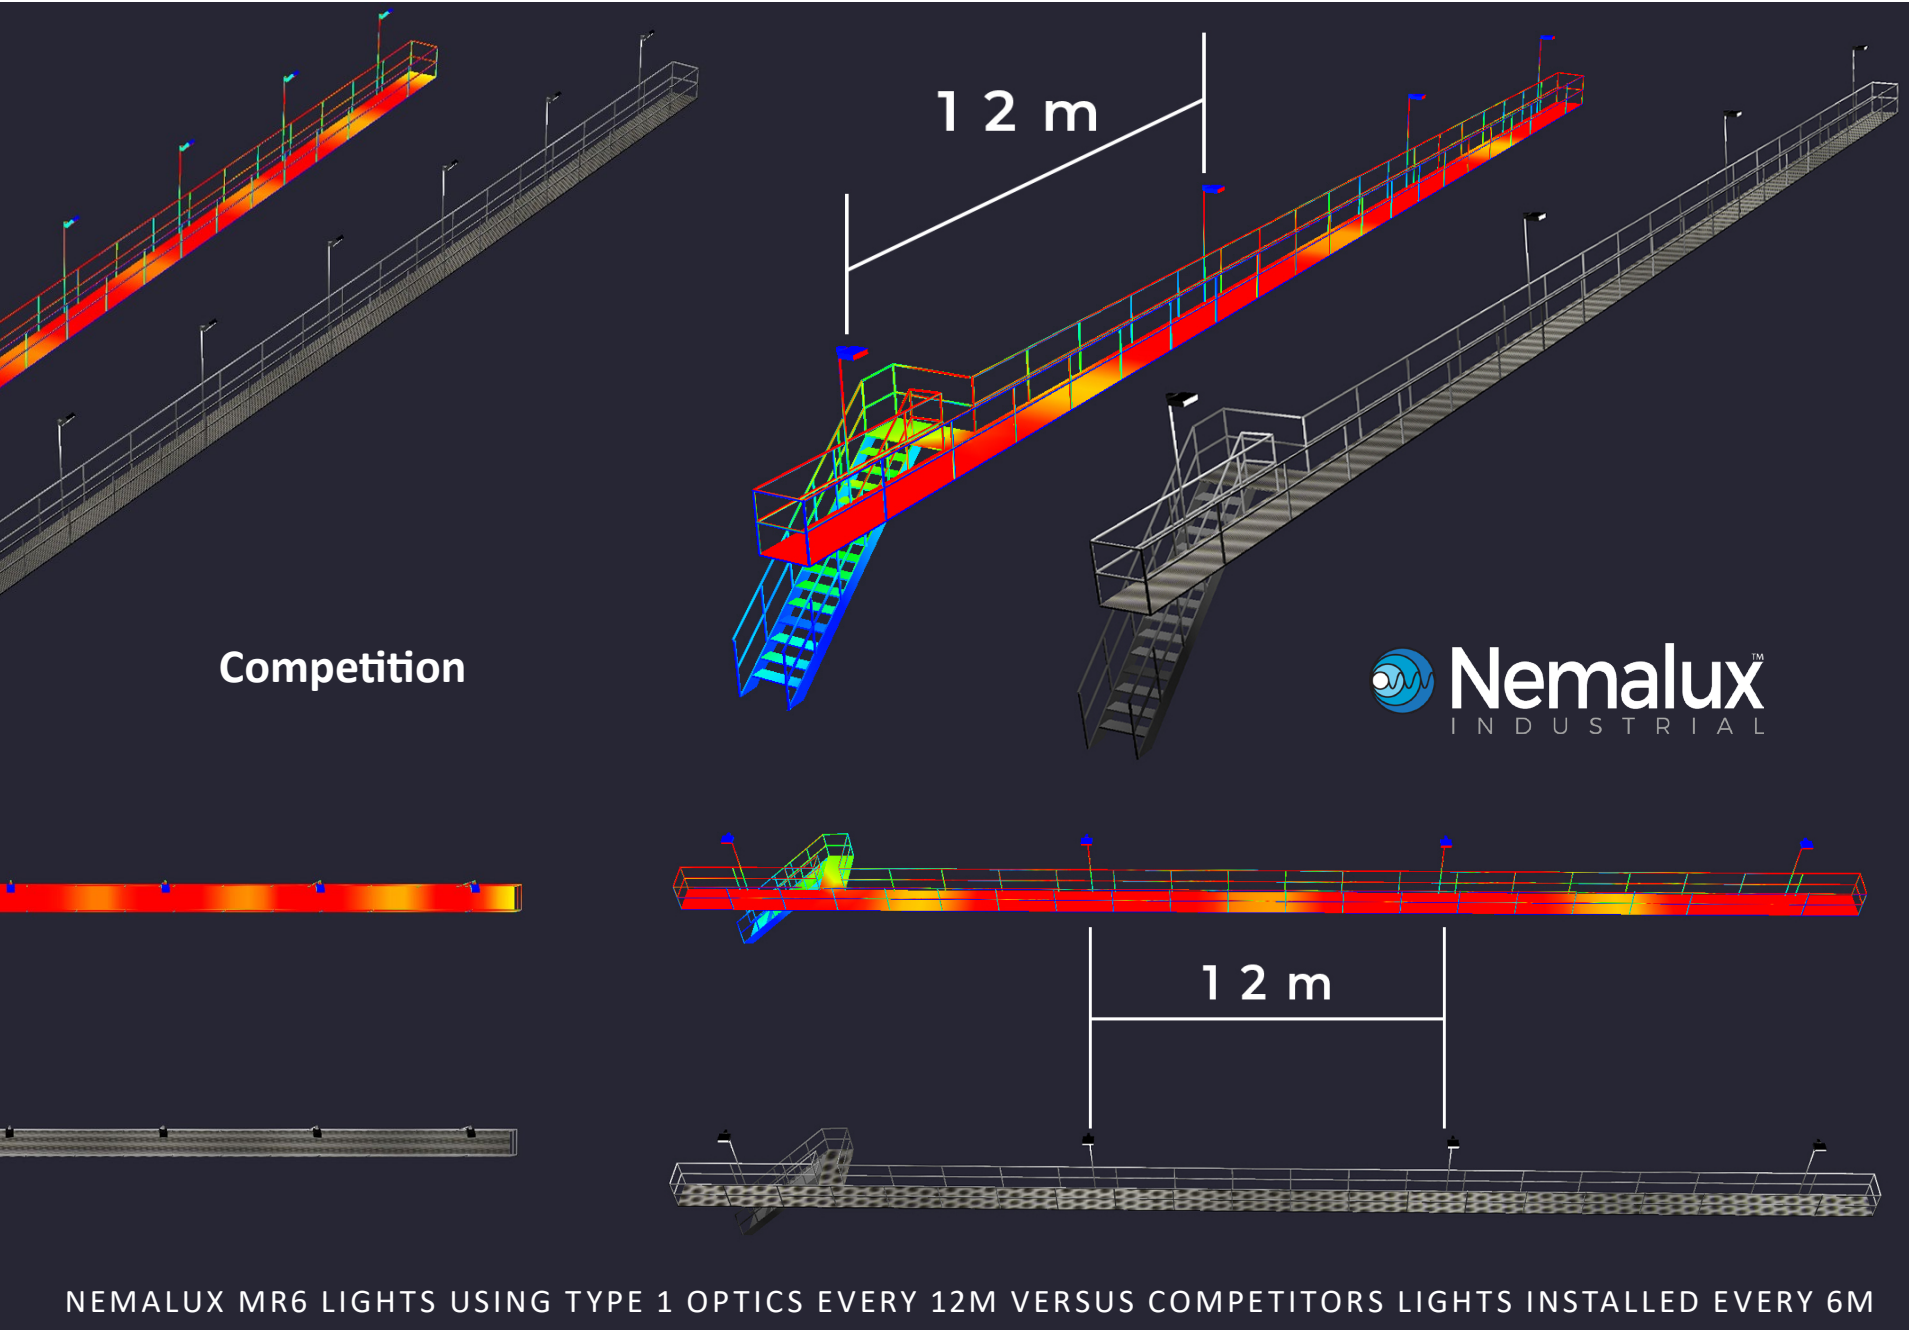 12 m
Competition
Nemalux™
INDUSTRIAL
12 m
NEMALUX MR6 LIGHTS USING TYPE 1 OPTICS EVERY 12M VERSUS COMPETITORS LIGHTS INSTALLED EVERY 6M